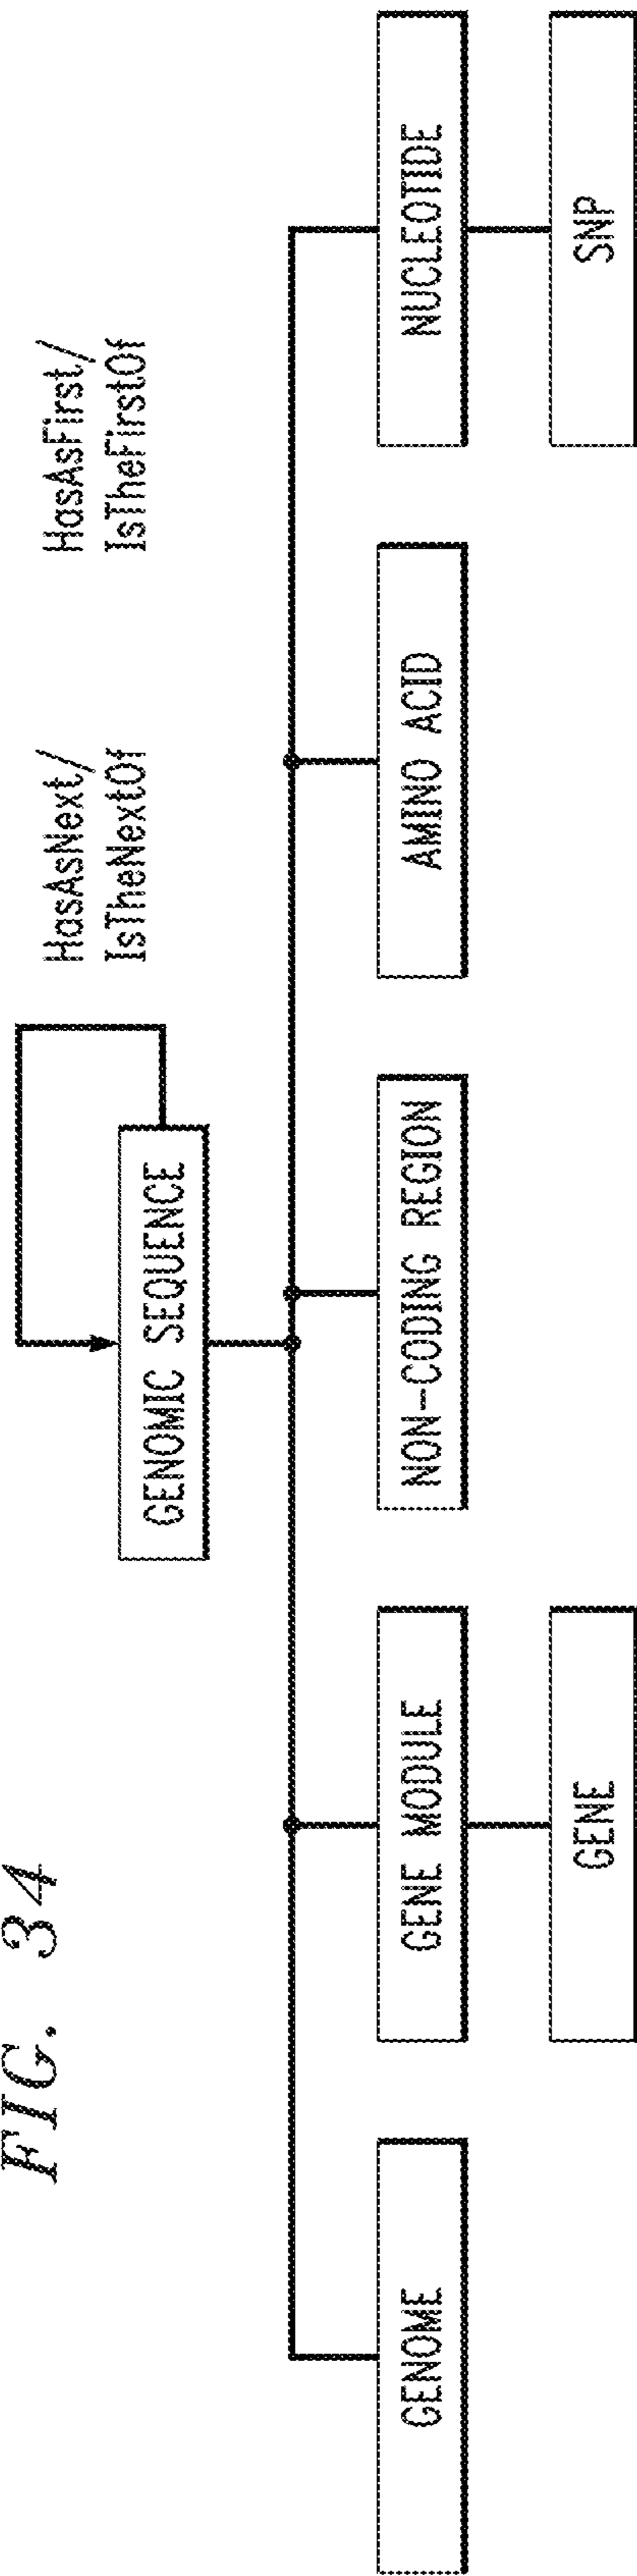 FIG. 34
HasAsNext/
IsTheNextOf
HasAsFirst/
IsTheFirstOf
GENOMIC SEQUENCE
GENOME
GENE MODULE
NON-CODING REGION
AMINO ACID
NUCLEOTIDE
GENE
SNP